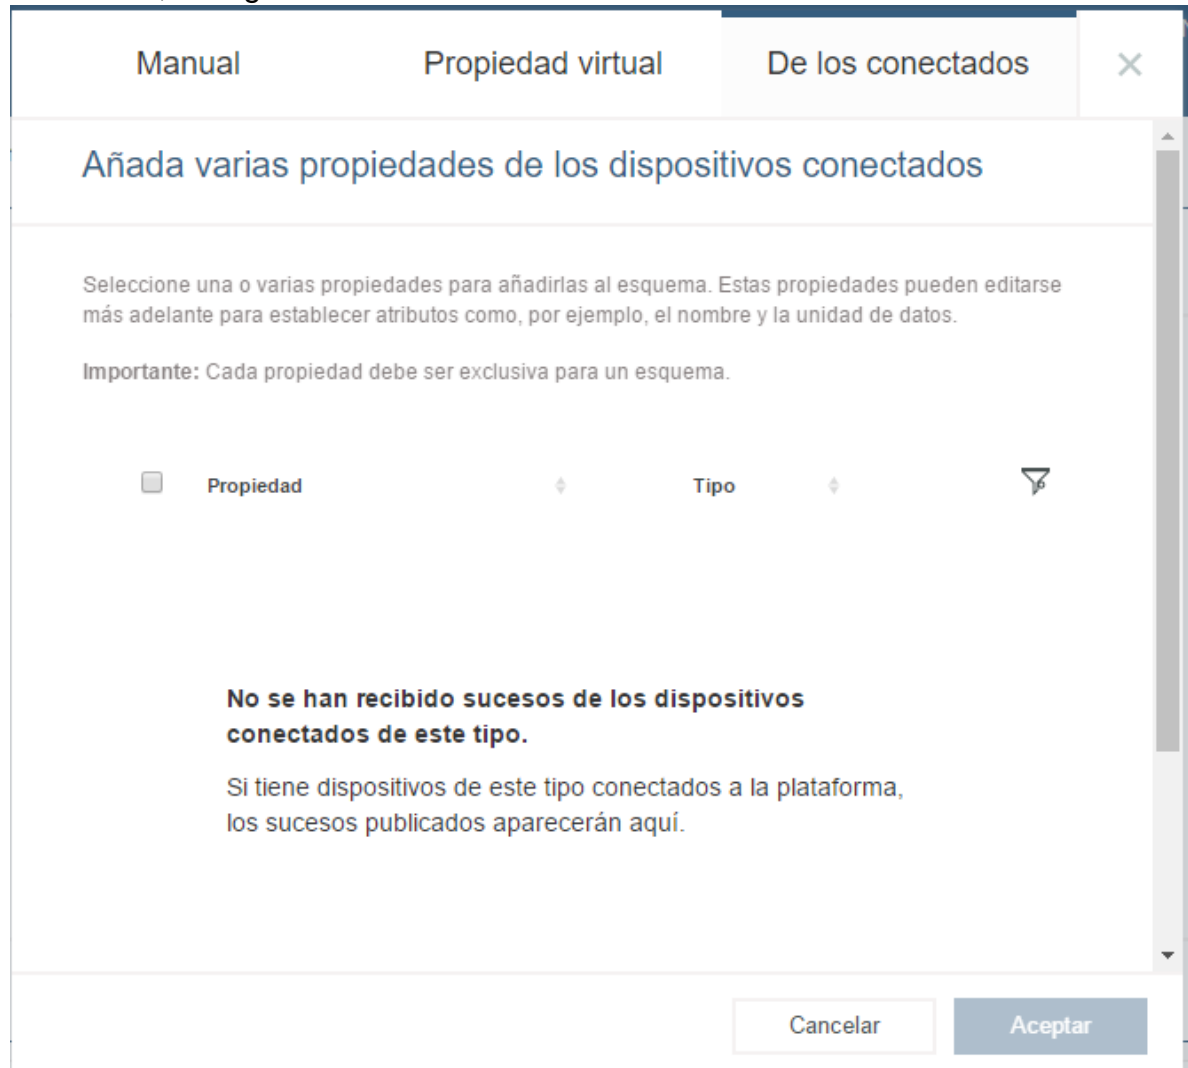 Manual Propiedad virtual De los conectados
Añada varias propiedades de los dispositivos conectados
Seleccione una o varias propiedades para añadirlas al esquema. Estas propiedades pueden editarse
más adelante para establecer atributos como, por ejemplo, el nombre y la unidad de datos.
Importante: Cada propiedad debe ser exclusiva para un esquema.
Propiedad Tipo
No se han recibido sucesos de los dispositivos
conectados de este tipo.
Si tiene dispositivos de este tipo conectados a la plataforma,
los sucesos publicados aparecerán aquí.
Cancelar Aceptar